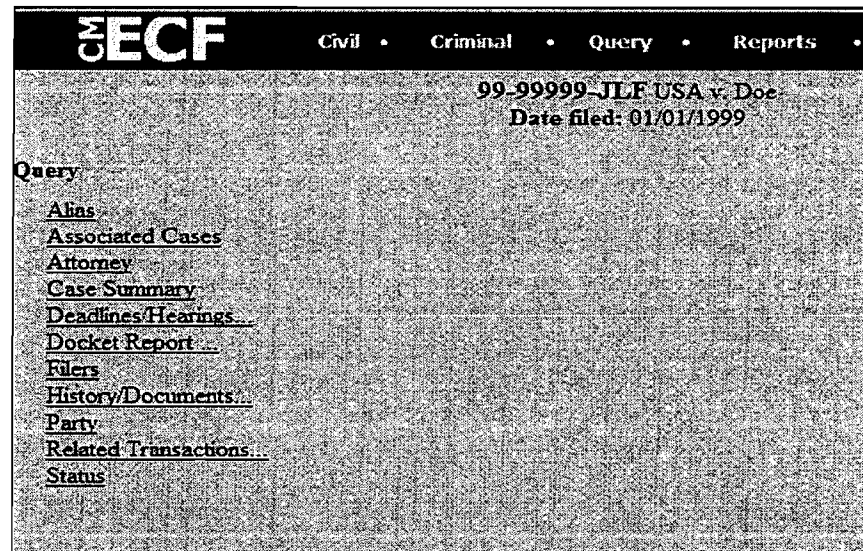 CM ECF Civil • Criminal • Query • Reports •
99-99999-JLF USA v. Doe
Date filed: 01/01/1999
Query
Alias
Associated Cases
Attorney
Case Summary
Deadlines/Hearings...
Docket Report ...
Filers
History/Documents...
Party
Related Transactions...
Status